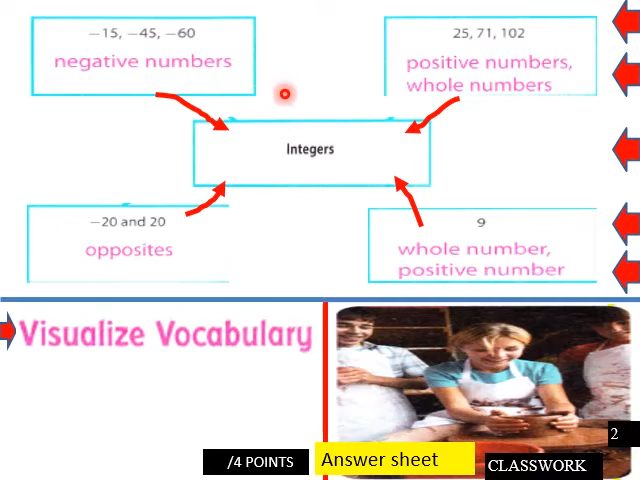 −15, −45, −60
negative numbers
25, 71, 102
positive numbers,
whole numbers
Integers
−20 and 20
opposites
9
whole number,
positive number
Visualize Vocabulary
2
/4 POINTS
Answer sheet
CLASSWORK